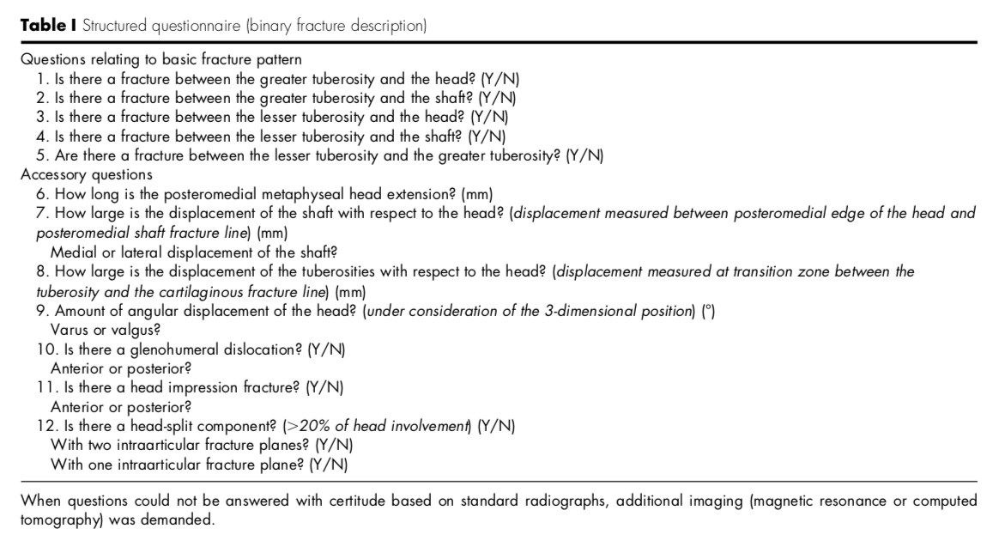 Table I Structured questionnaire (binary fracture description)
Questions relating to basic fracture pattern
1. Is there a fracture between the greater tuberosity and the head? (Y/N)
2. Is there a fracture between the greater tuberosity and the shaft? (Y/N)
3. Is there a fracture between the lesser tuberosity and the head? (Y/N)
4. Is there a fracture between the lesser tuberosity and the shaft? (Y/N)
5. Are there a fracture between the lesser tuberosity and the greater tuberosity? (Y/N)
Accessory questions
6. How long is the posteromedial metaphyseal head extension? (mm)
7. How large is the displacement of the shaft with respect to the head? (displacement measured between posteromedial edge of the head and
posteromedial shaft fracture line) (mm)
Medial or lateral displacement of the shaft?
8. How large is the displacement of the tuberosities with respect to the head? (displacement measured at transition zone between the
tuberosity and the cartilaginous fracture line) (mm)
9. Amount of angular displacement of the head? (under consideration of the 3-dimensional position) (°)
Varus or valgus?
10. Is there a glenohumeral dislocation? (Y/N)
Anterior or posterior?
11. Is there a head impression fracture? (Y/N)
Anterior or posterior?
12. Is there a head-split component? (>20% of head involvement) (Y/N)
With two intraarticular fracture planes? (Y/N)
With one intraarticular fracture plane? (Y/N)
When questions could not be answered with certitude based on standard radiographs, additional imaging (magnetic resonance or computed
tomography) was demanded.